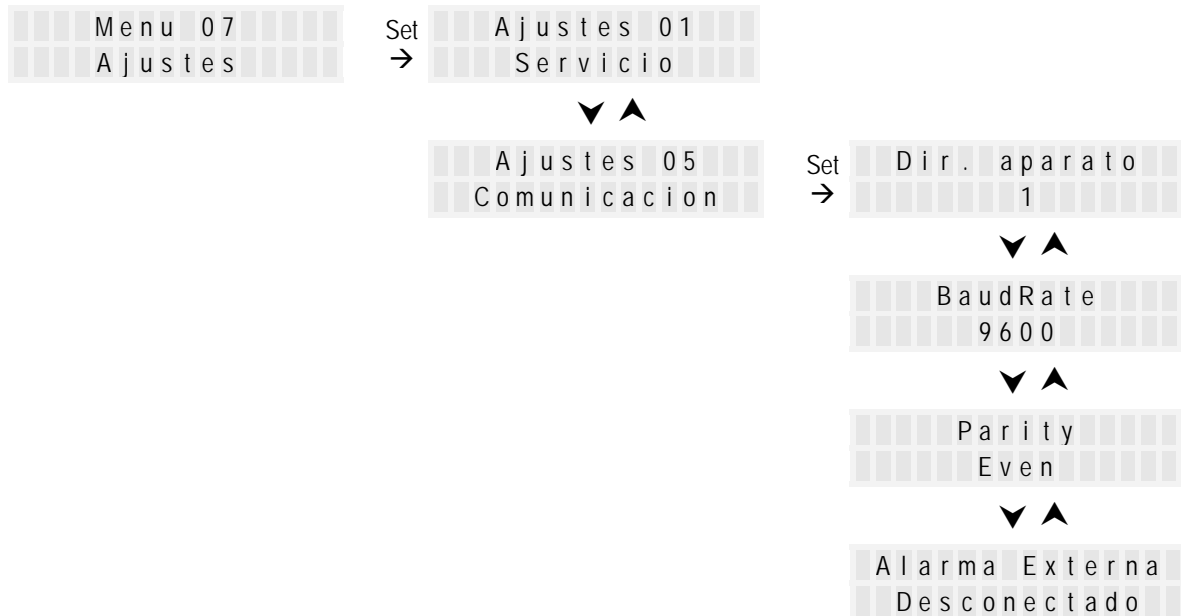 Menu 07
Ajustes
Set
Ajustes 01
Servicio
Ajustes 05
Comunicacion
Set
Dir. aparato
1
BaudRate
9600
Parity
Even
Alarma Externa
Desconectado